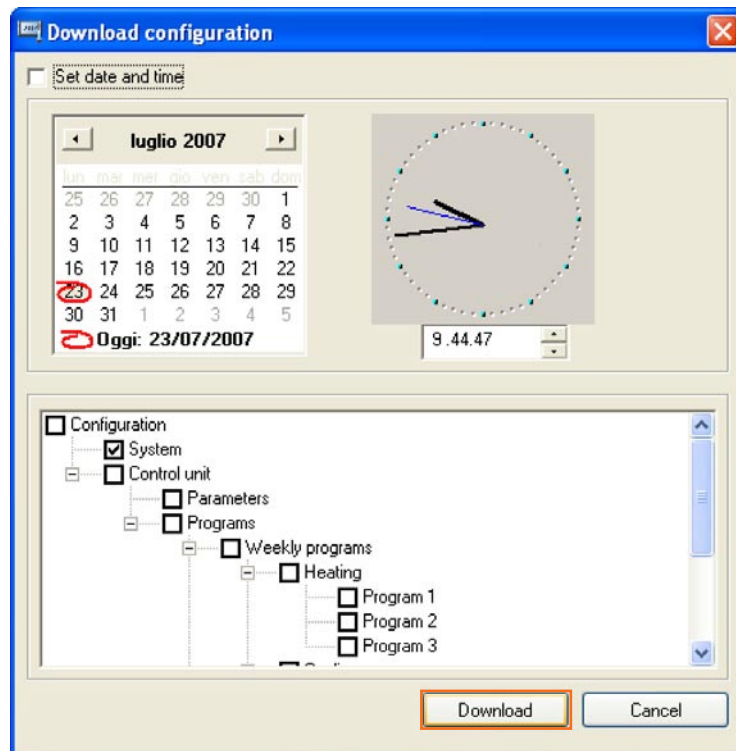 Download configuration
Set date and time
luglio 2007
lun mar mer gio ven sab dom
25 26 27 28 29 30 1
2 3 4 5 6 7 8
9 10 11 12 13 14 15
16 17 18 19 20 21 22
23 24 25 26 27 28 29
30 31 1 2 3 4 5
Oggi: 23/07/2007
9.44.47
Configuration
System
Control unit
Parameters
Programs
Weekly programs
Heating
Program 1
Program 2
Program 3
Download Cancel